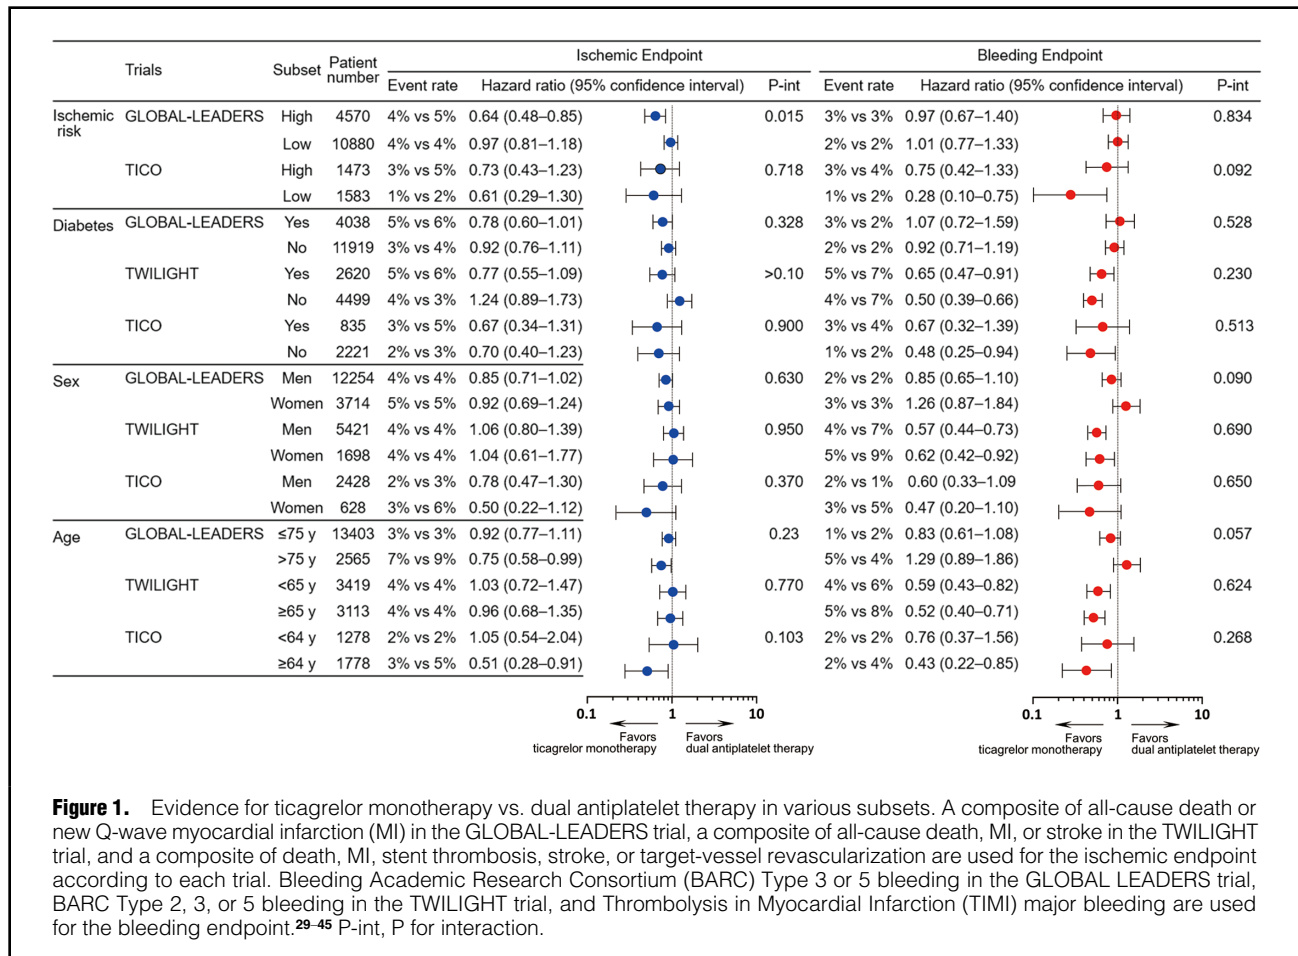 Ischemic Endpoint Bleeding Endpoint
Trials Subset Patient number Event rate Hazard ratio (95% confidence interval) P-int Event rate Hazard ratio (95% confidence interval) P-int
Ischemic risk GLOBAL-LEADERS High 4570 4% vs 5% 0.64 (0.48–0.85) 0.015 3% vs 3% 0.97 (0.67–1.40) 0.834
Low 10880 4% vs 4% 0.97 (0.81–1.18) 2% vs 2% 1.01 (0.77–1.33)
TICO High 1473 3% vs 5% 0.73 (0.43–1.23) 0.718 3% vs 4% 0.75 (0.42–1.33) 0.092
Low 1583 1% vs 2% 0.61 (0.29–1.30) 1% vs 2% 0.28 (0.10–0.75)
Diabetes GLOBAL-LEADERS Yes 4038 5% vs 6% 0.78 (0.60–1.01) 0.328 3% vs 2% 1.07 (0.72–1.59) 0.528
No 11919 3% vs 4% 0.92 (0.76–1.11) 2% vs 2% 0.92 (0.71–1.19)
TWILIGHT Yes 2620 5% vs 6% 0.77 (0.55–1.09) >0.10 5% vs 7% 0.65 (0.47–0.91) 0.230
No 4499 4% vs 3% 1.24 (0.89–1.73) 4% vs 7% 0.50 (0.39–0.66)
TICO Yes 835 3% vs 5% 0.67 (0.34–1.31) 0.900 3% vs 4% 0.67 (0.32–1.39) 0.513
No 2221 2% vs 3% 0.70 (0.40–1.23) 1% vs 2% 0.48 (0.25–0.94)
Sex GLOBAL-LEADERS Men 12254 4% vs 4% 0.85 (0.71–1.02) 0.630 2% vs 2% 0.85 (0.65–1.10) 0.090
Women 3714 5% vs 5% 0.92 (0.69–1.24) 3% vs 3% 1.26 (0.87–1.84)
TWILIGHT Men 5421 4% vs 4% 1.06 (0.80–1.39) 0.950 4% vs 7% 0.57 (0.44–0.73) 0.690
Women 1698 4% vs 4% 1.04 (0.61–1.77) 5% vs 9% 0.62 (0.42–0.92)
TICO Men 2428 2% vs 3% 0.78 (0.47–1.30) 0.370 2% vs 1% 0.60 (0.33–1.09 0.650
Women 628 3% vs 6% 0.50 (0.22–1.12) 3% vs 5% 0.47 (0.20–1.10)
Age GLOBAL-LEADERS ≤75 y 13403 3% vs 3% 0.92 (0.77–1.11) 0.23 1% vs 2% 0.83 (0.61–1.08) 0.057
>75 y 2565 7% vs 9% 0.75 (0.58–0.99) 5% vs 4% 1.29 (0.89–1.86)
TWILIGHT <65 y 3419 4% vs 4% 1.03 (0.72–1.47) 0.770 4% vs 6% 0.59 (0.43–0.82) 0.624
≥65 y 3113 4% vs 4% 0.96 (0.68–1.35) 5% vs 8% 0.52 (0.40–0.71)
TICO <64 y 1278 2% vs 2% 1.05 (0.54–2.04) 0.103 2% vs 2% 0.76 (0.37–1.56) 0.268
≥64 y 1778 3% vs 5% 0.51 (0.28–0.91) 2% vs 4% 0.43 (0.22–0.85)
0.1 1 10 0.1 1 10
Favors ticagrelor monotherapy Favors dual antiplatelet therapy Favors ticagrelor monotherapy Favors dual antiplatelet therapy
Figure 1. Evidence for ticagrelor monotherapy vs. dual antiplatelet therapy in various subsets. A composite of all-cause death or
new Q-wave myocardial infarction (MI) in the GLOBAL-LEADERS trial, a composite of all-cause death, MI, or stroke in the TWILIGHT
trial, and a composite of death, MI, stent thrombosis, stroke, or target-vessel revascularization are used for the ischemic endpoint
according to each trial. Bleeding Academic Research Consortium (BARC) Type 3 or 5 bleeding in the GLOBAL LEADERS trial,
BARC Type 2, 3, or 5 bleeding in the TWILIGHT trial, and Thrombolysis in Myocardial Infarction (TIMI) major bleeding are used
for the bleeding endpoint.29–45 P-int, P for interaction.